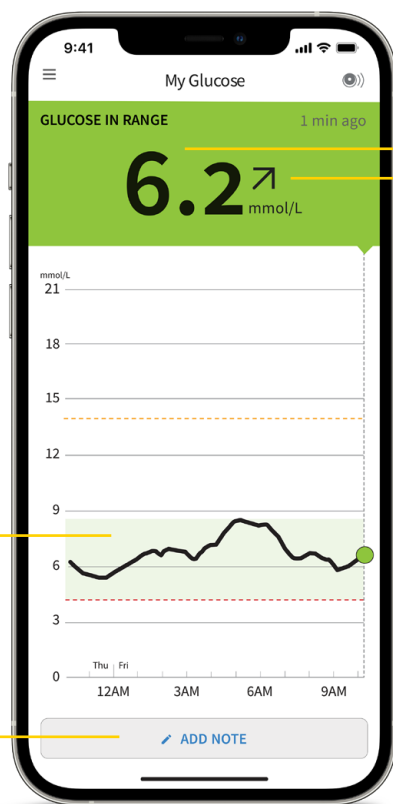 9:41
My Glucose
GLUCOSE IN RANGE 1 min ago
6.2
mmol/L
mmol/L
21
18
15
12
9
6
3
0
Thu Fri
12AM 3AM 6AM 9AM
ADD NOTE